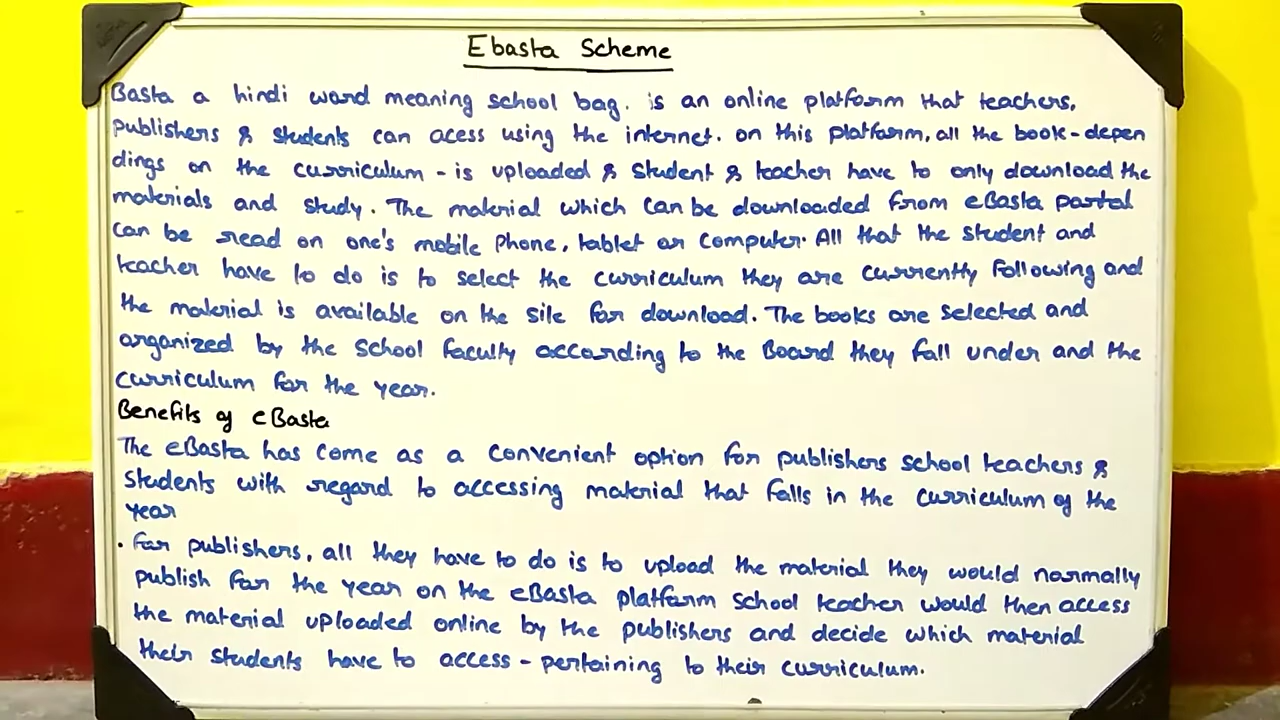 Ebasta Scheme
Basta a hindi word meaning school bag. is an online platform that teachers,
publishers & students can acess using the internet. on this platform, all the book-depen
dings on the curriculum - is uploaded & student & teacher have to only download the
materials and study. The material which can be downloaded from eBasta portal
can be read on one's mobile phone, tablet or computer. All that the student and
teacher have to do is to select the curriculum they are currently following and
the material is available on the site for download. The books are selected and
organized by the school faculty according to the Board they fall under and the
curriculum for the year.
Benefits of eBasta
The eBasta has come as a convenient option for publishers school teachers &
students with regard to accessing material that falls in the curriculum of the
year
. for publishers, all they have to do is to upload the material they would normally
publish for the year on the eBasta platform school teacher would then access
the material uploaded online by the publishers and decide which material
their students have to access - pertaining to their curriculum.